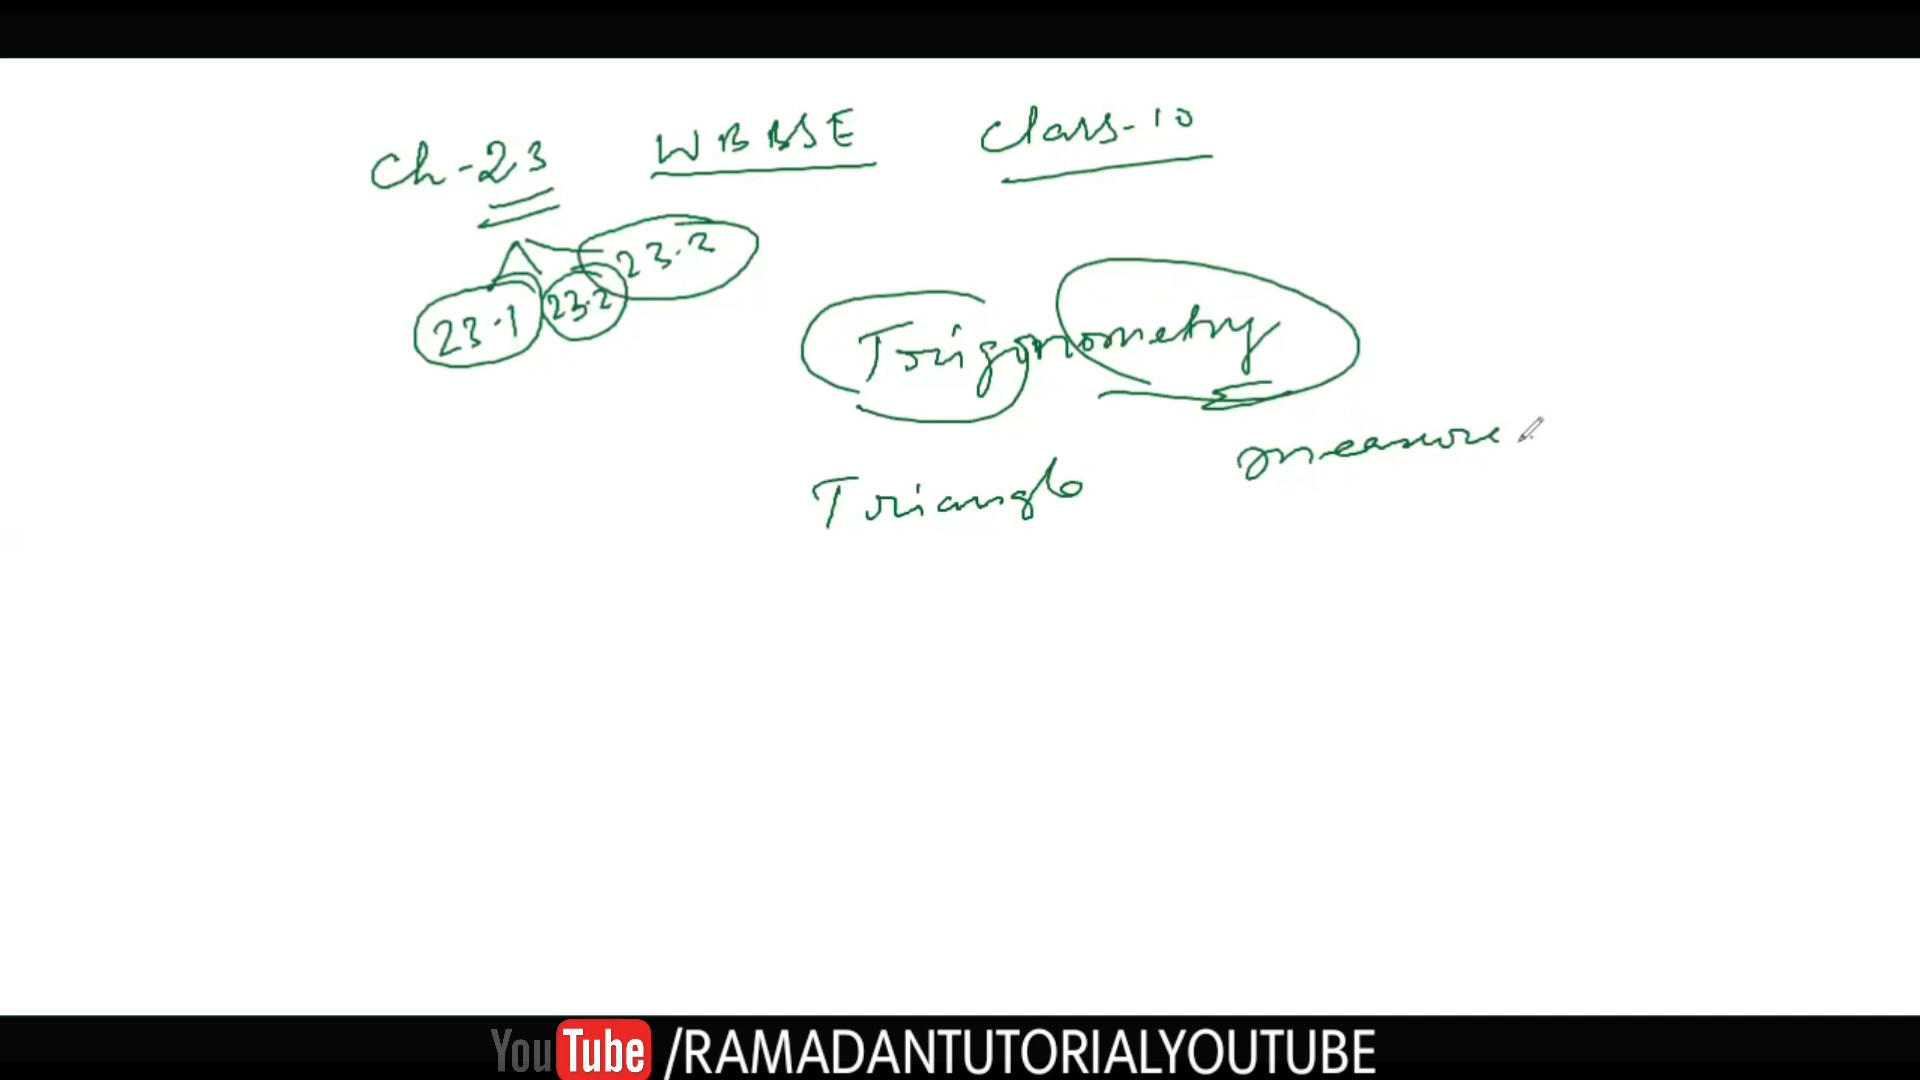 Ch-23 WBBSE Class-10
23.2
23.1 23.2
Trigonometry
measure
Triangle
YouTube /RAMADANTUTORIALYOUTUBE